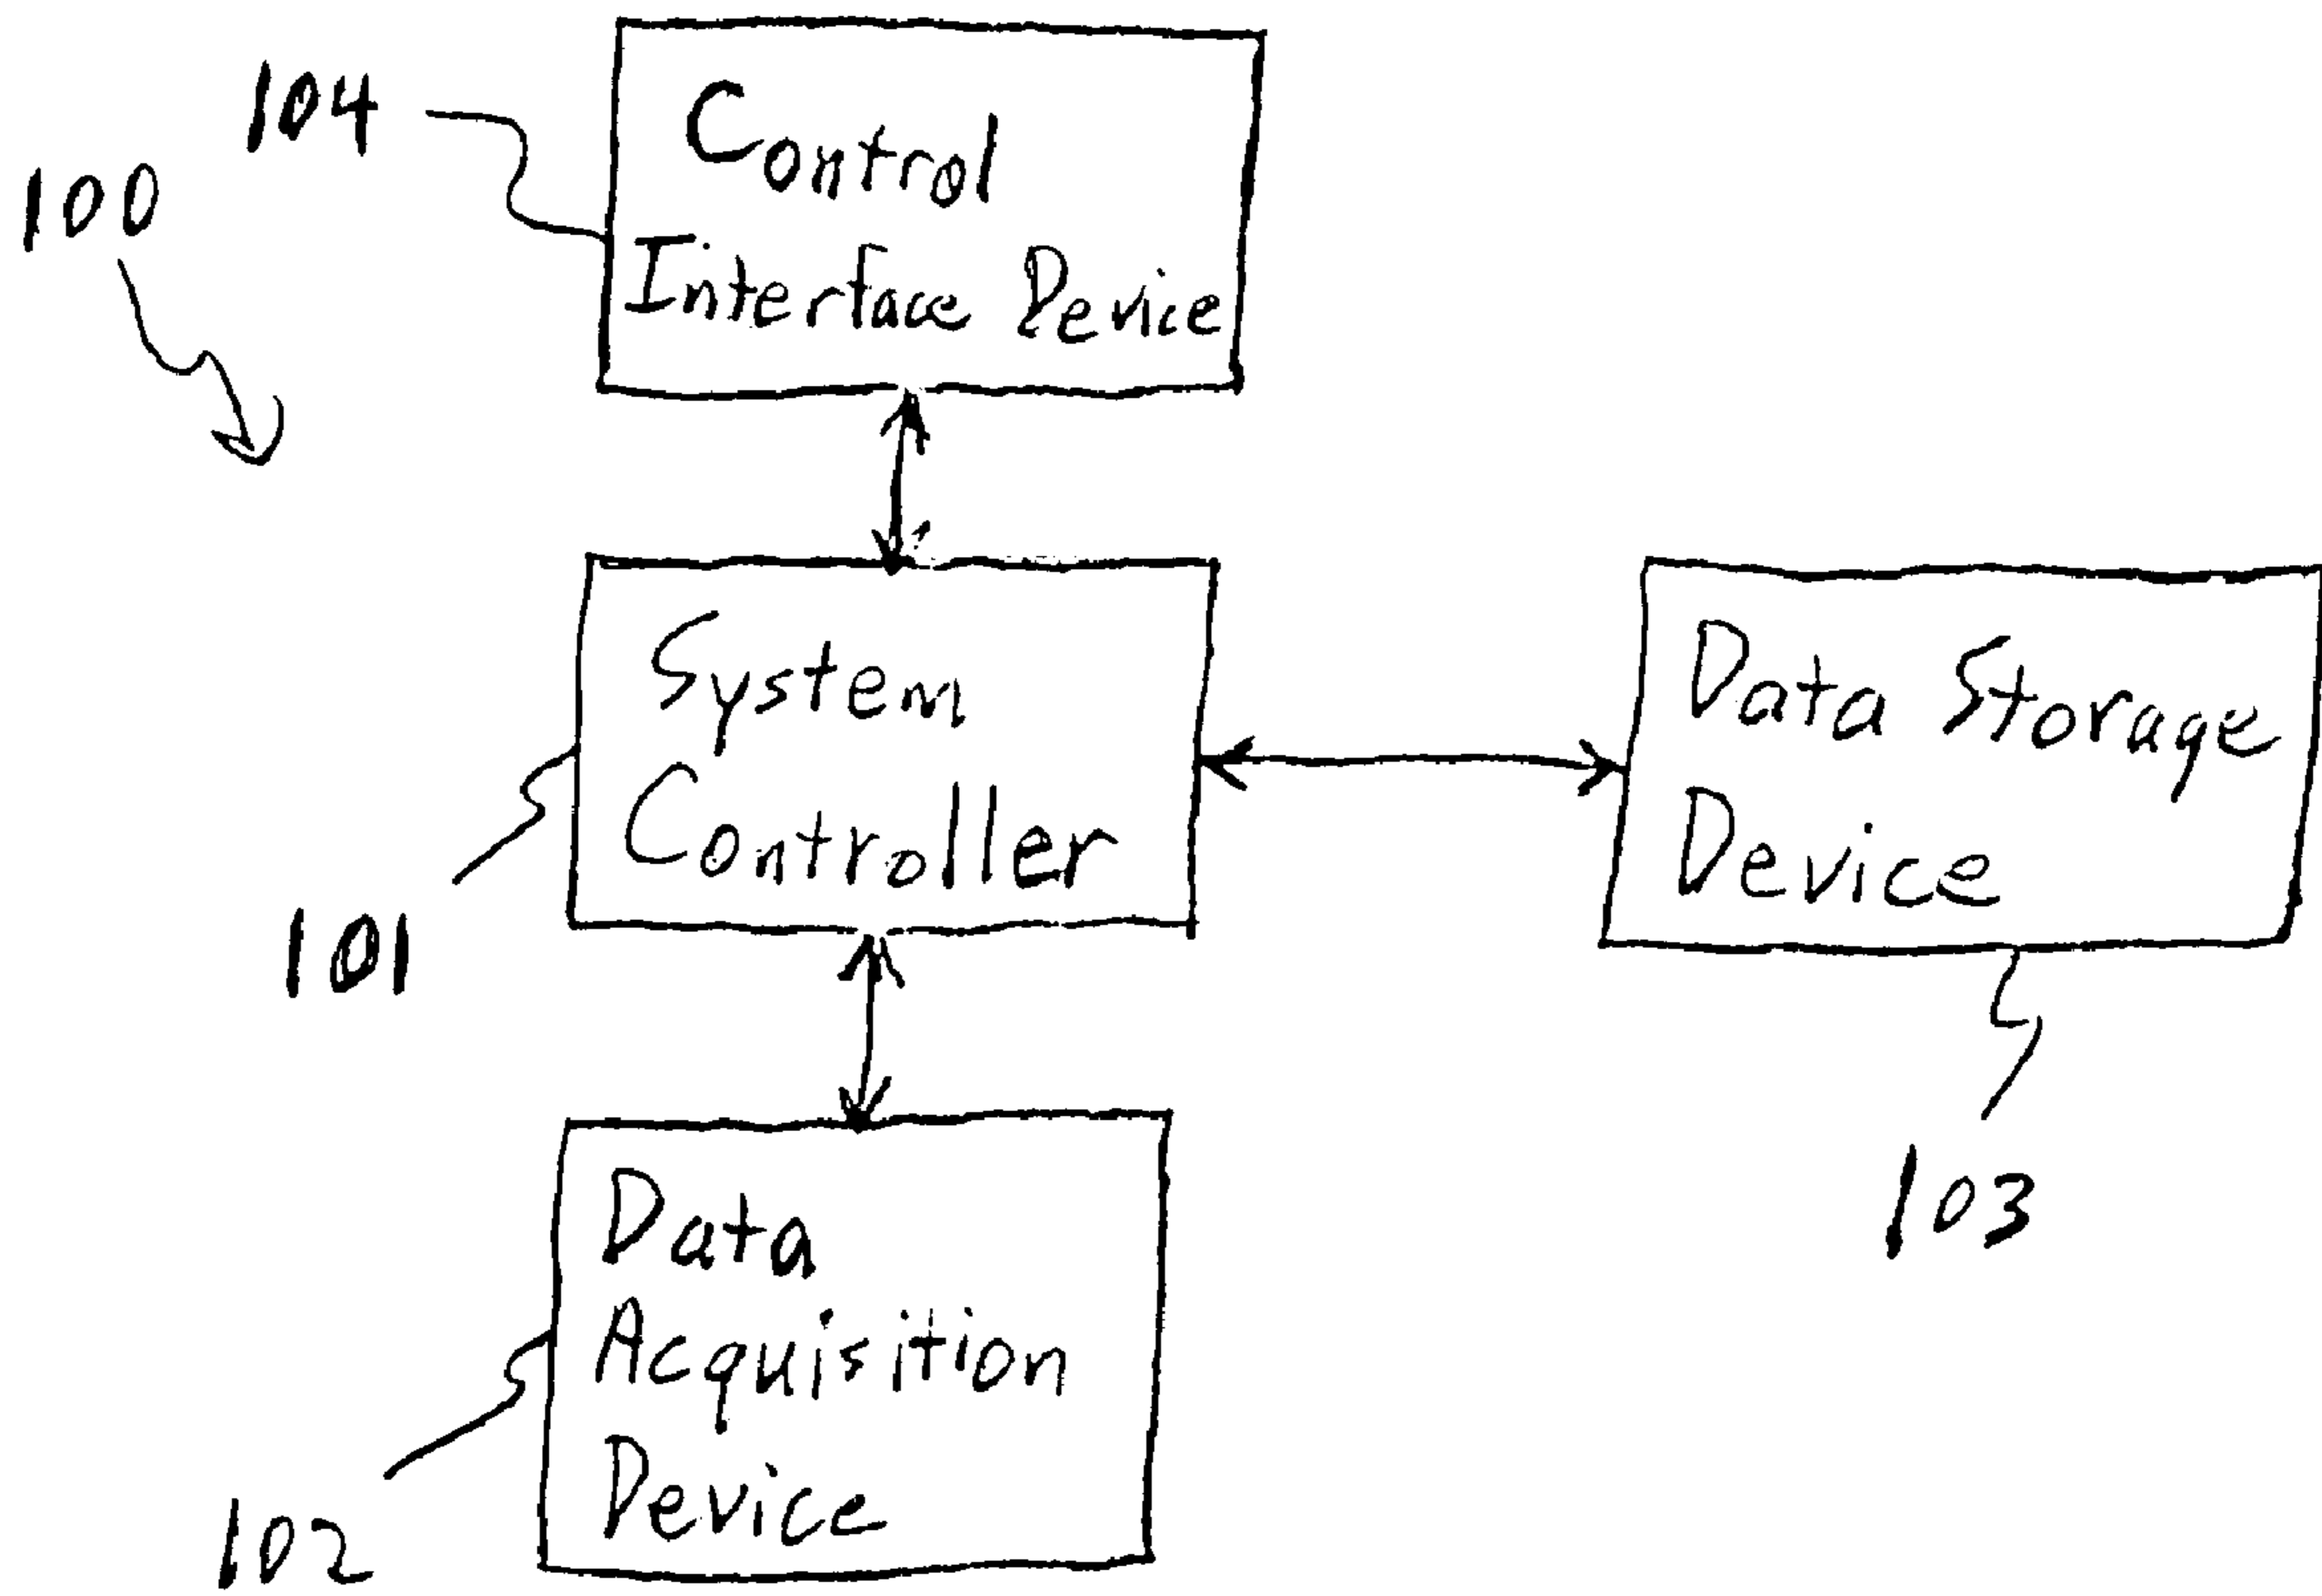 104
100
Control
Interface Device
System
Controller
101
Data Storage
Device
103
Data
Acquisition
Device
102